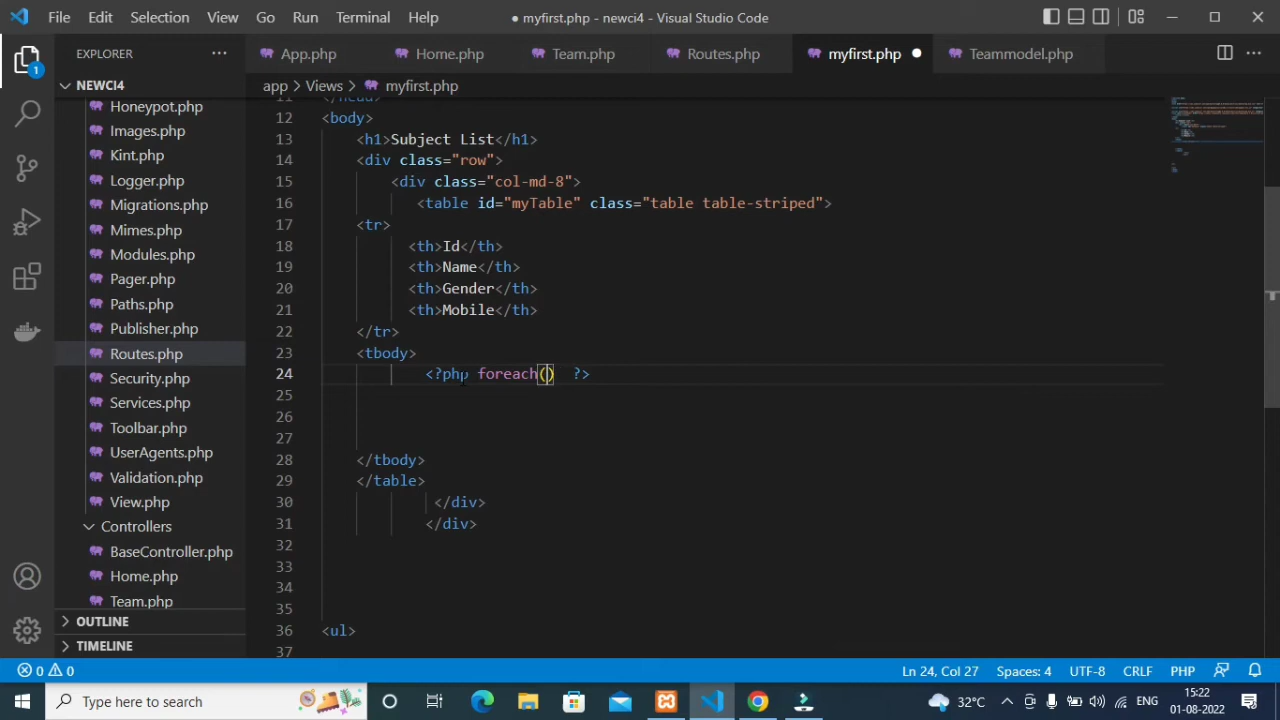 File Edit Selection View Go Run Terminal Help
● myfirst.php - newci4 - Visual Studio Code
EXPLORER
App.php Home.php Team.php Routes.php myfirst.php Teammodel.php
NEWCI4
app > Views > myfirst.php
Honeypot.php
Images.php
Kint.php
Logger.php
Migrations.php
Mimes.php
Modules.php
Pager.php
Paths.php
Publisher.php
Routes.php
Security.php
Services.php
Toolbar.php
UserAgents.php
Validation.php
View.php
Controllers
BaseController.php
Home.php
Team.php
OUTLINE
TIMELINE
11 </head>
12 <body>
13 <h1>Subject List</h1>
14 <div class="row">
15 <div class="col-md-8">
16 <table id="myTable" class="table table-striped">
17 <tr>
18 <th>Id</th>
19 <th>Name</th>
20 <th>Gender</th>
21 <th>Mobile</th>
22 </tr>
23 <tbody>
24 <?php foreach() ?>
25
26
27
28 </tbody>
29 </table>
30 </div>
31 </div>
32
33
34
35
36 <ul>
37
1
0 0 Ln 24, Col 27 Spaces: 4 UTF-8 CRLF PHP
Type here to search
32°C ENG 15:22
01-08-2022